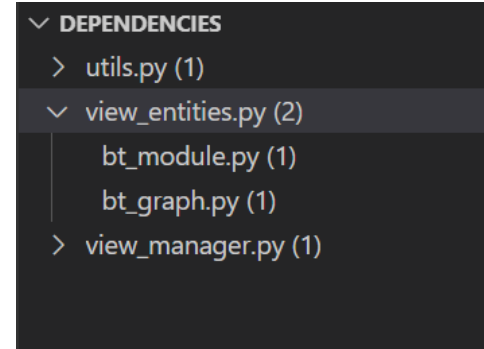 DEPENDENCIES
utils.py (1)
view_entities.py (2)
bt_module.py (1)
bt_graph.py (1)
view_manager.py (1)